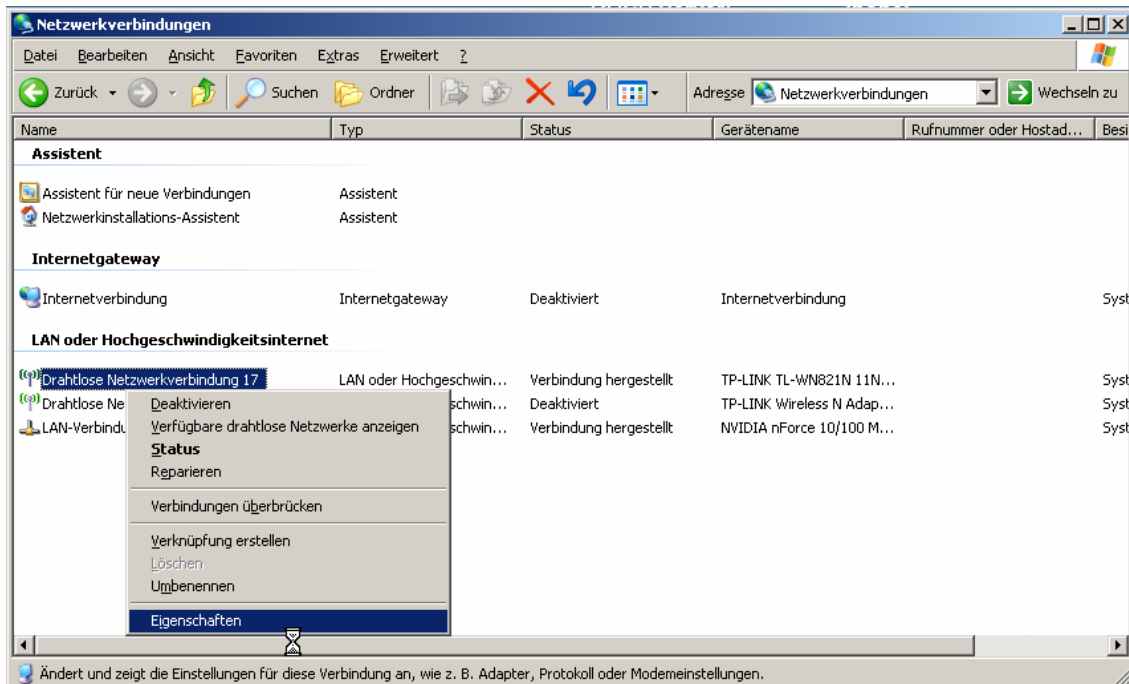 Netzwerkverbindungen
Datei Bearbeiten Ansicht Favoriten Extras Erweitert ?
Zurück Suchen Ordner Adresse Netzwerkverbindungen Wechseln zu
Name Typ Status Gerätename Rufnummer oder Hostad... Besi
Assistent
Assistent für neue Verbindungen Assistent
Netzwerkinstallations-Assistent Assistent
Internetgateway
Internetverbindung Internetgateway Deaktiviert Internetverbindung Syst
LAN oder Hochgeschwindigkeitsinternet
Drahtlose Netzwerkverbindung 17 LAN oder Hochgeschwin... Verbindung hergestellt TP-LINK TL-WN821N 11N... Syst
Drahtlose Ne schwin... Deaktiviert TP-LINK Wireless N Adap... Syst
LAN-Verbindu schwin... Verbindung hergestellt NVIDIA nForce 10/100 M... Syst
Deaktivieren
Verfügbare drahtlose Netzwerke anzeigen
Status
Reparieren
Verbindungen überbrücken
Verknüpfung erstellen
Löschen
Umbenennen
Eigenschaften
Ändert und zeigt die Einstellungen für diese Verbindung an, wie z. B. Adapter, Protokoll oder Modemeinstellungen.